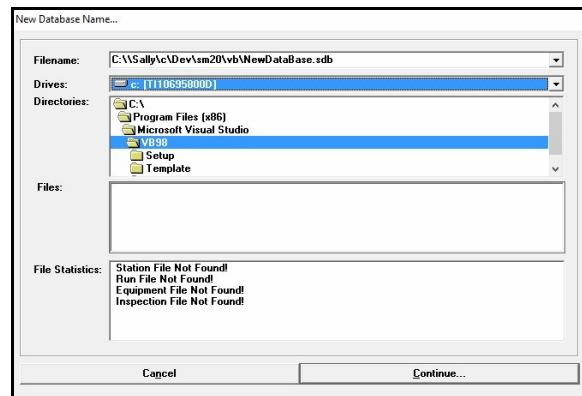 New Database Name...
Filename: C:\\Sally\c\Dev\sm20\vb\NewDataBase.sdb
Drives: c: [TI10695800D]
Directories: C:\
Program Files (x86)
Microsoft Visual Studio
VB98
Setup
Template
Files:
File Statistics: Station File Not Found!
Run File Not Found!
Equipment File Not Found!
Inspection File Not Found!
Cancel Continue...